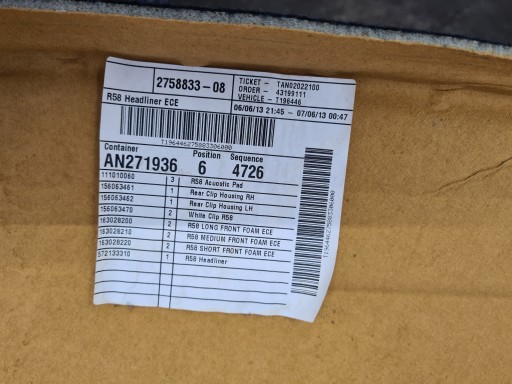 2758833-08
TICKET - TAN02022100
ORDER - 43199111
VEHICLE - T196446
R58 Headliner ECE
06/06/13 21:45 - 07/06/13 00:47
T196446275883306000
Container Position Sequence
AN271936 6 4726
111010060 3 R58 Acuostic Pad
156063461 1 Rear Clip Housing RH
156063462 1 Rear Clip Housing LH
156063470 2 White Clip R58
163028200 2 R58 LONG FRONT FOAM ECE
163028210 2 R58 MEDIUM FRONT FOAM ECE
163028220 2 R58 SHORT FRONT FOAM ECE
572133310 1 R58 Headliner
T196446275883306000